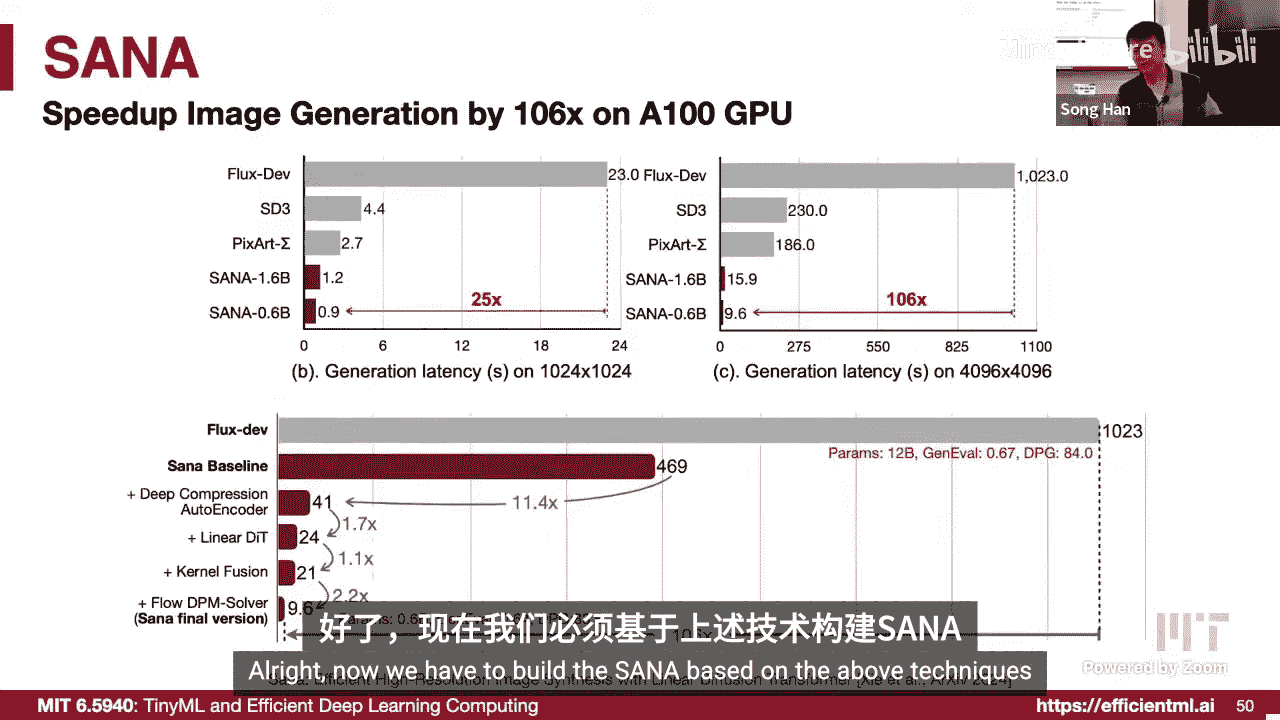 SANA
Speedup Image Generation by 106x on A100 GPU
bilibili
Song Han
Flux-Dev
23.0
SD3
4.4
PixArt-Σ
2.7
SANA-1.6B
1.2
SANA-0.6B
0.9
25x
0 6 12 18 24
(b). Generation latency (s) on 1024x1024
Flux-Dev
1,023.0
SD3
230.0
PixArt-Σ
186.0
SANA-1.6B
15.9
SANA-0.6B
9.6
106x
0 275 550 825 1100
(c). Generation latency (s) on 4096x4096
Flux-dev
1023
Params: 12B, GenEval: 0.67, DPG: 84.0
Sana Baseline
469
11.4x
+ Deep Compression
AutoEncoder
41
1.7x
+ Linear DiT
24
1.1x
+ Kernel Fusion
21
2.2x
+ Flow DPM-Solver
(Sana final version)
9.6
好了，现在我们必须基于上述技术构建SANA
Alright, now we have to build the SANA based on the above techniques
MIT
Powered by Zoom
MIT 6.5940: TinyML and Efficient Deep Learning Computing
https://efficientml.ai
50